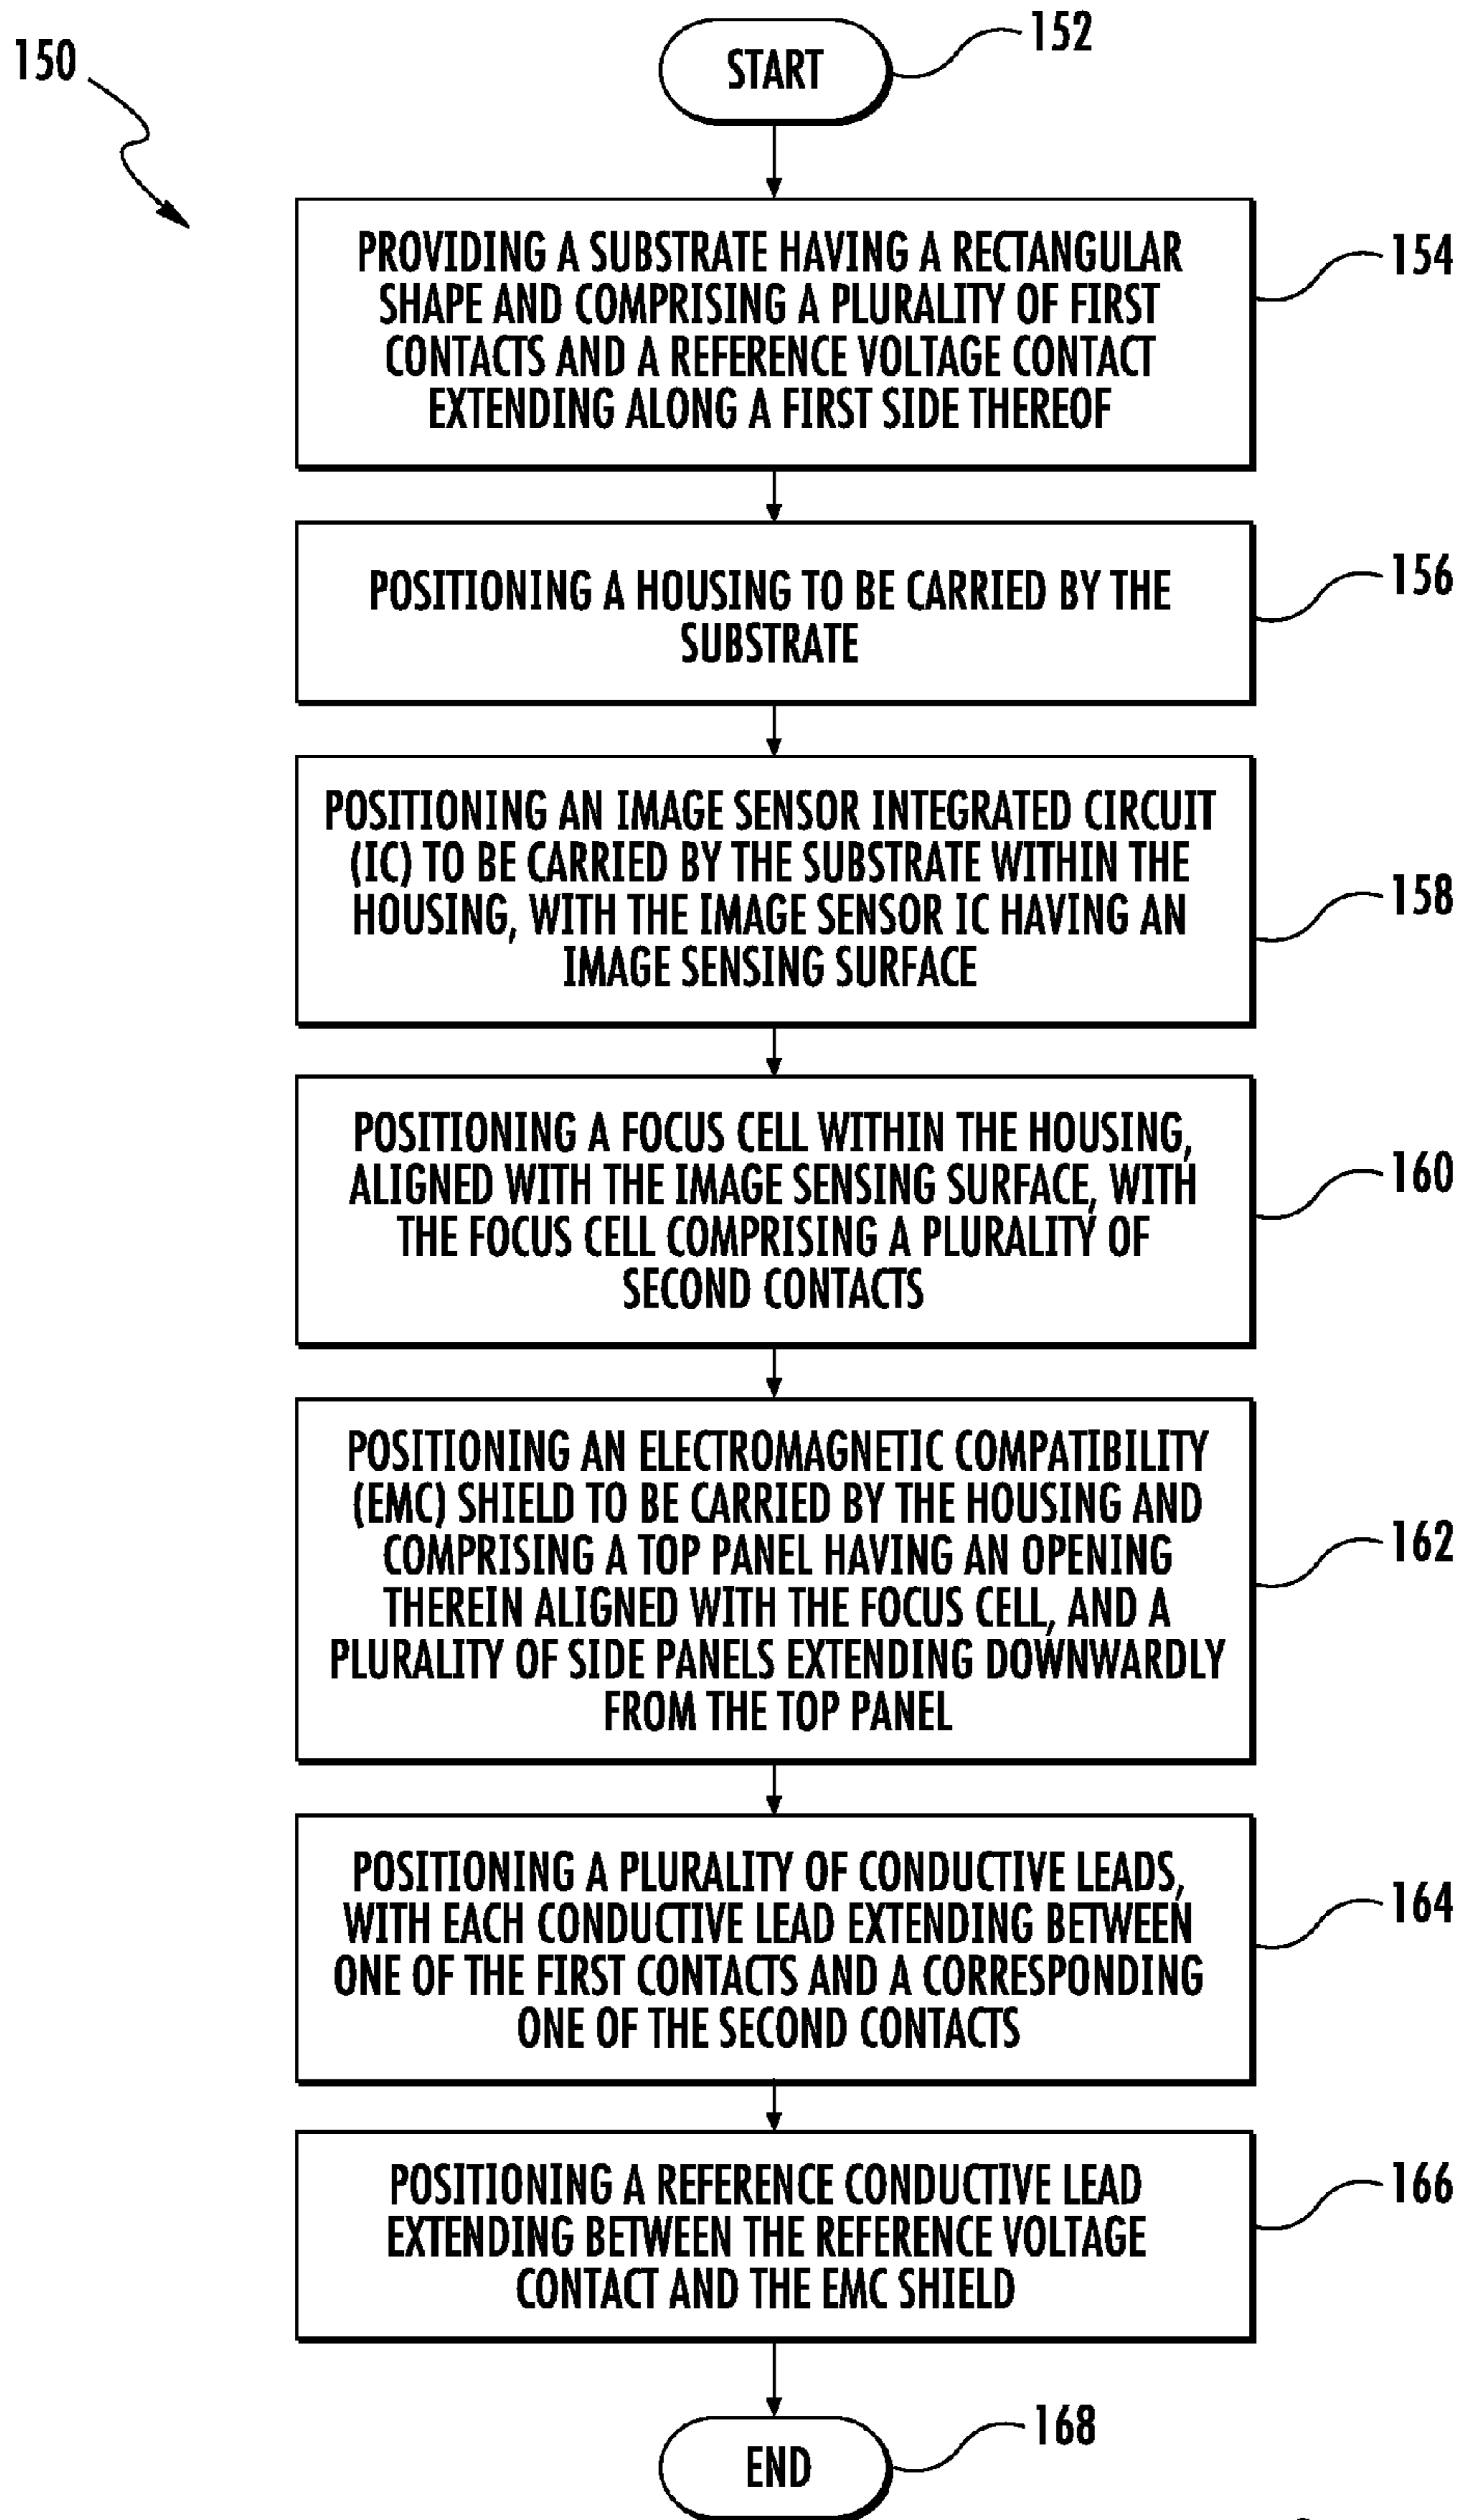 150
START
152
PROVIDING A SUBSTRATE HAVING A RECTANGULAR
SHAPE AND COMPRISING A PLURALITY OF FIRST
CONTACTS AND A REFERENCE VOLTAGE CONTACT
EXTENDING ALONG A FIRST SIDE THEREOF
154
POSITIONING A HOUSING TO BE CARRIED BY THE
SUBSTRATE
156
POSITIONING AN IMAGE SENSOR INTEGRATED CIRCUIT
(IC) TO BE CARRIED BY THE SUBSTRATE WITHIN THE
HOUSING, WITH THE IMAGE SENSOR IC HAVING AN
IMAGE SENSING SURFACE
158
POSITIONING A FOCUS CELL WITHIN THE HOUSING,
ALIGNED WITH THE IMAGE SENSING SURFACE, WITH
THE FOCUS CELL COMPRISING A PLURALITY OF
SECOND CONTACTS
160
POSITIONING AN ELECTROMAGNETIC COMPATIBILITY
(EMC) SHIELD TO BE CARRIED BY THE HOUSING AND
COMPRISING A TOP PANEL HAVING AN OPENING
THEREIN ALIGNED WITH THE FOCUS CELL, AND A
PLURALITY OF SIDE PANELS EXTENDING DOWNWARDLY
FROM THE TOP PANEL
162
POSITIONING A PLURALITY OF CONDUCTIVE LEADS,
WITH EACH CONDUCTIVE LEAD EXTENDING BETWEEN
ONE OF THE FIRST CONTACTS AND A CORRESPONDING
ONE OF THE SECOND CONTACTS
164
POSITIONING A REFERENCE CONDUCTIVE LEAD
EXTENDING BETWEEN THE REFERENCE VOLTAGE
CONTACT AND THE EMC SHIELD
166
END
168